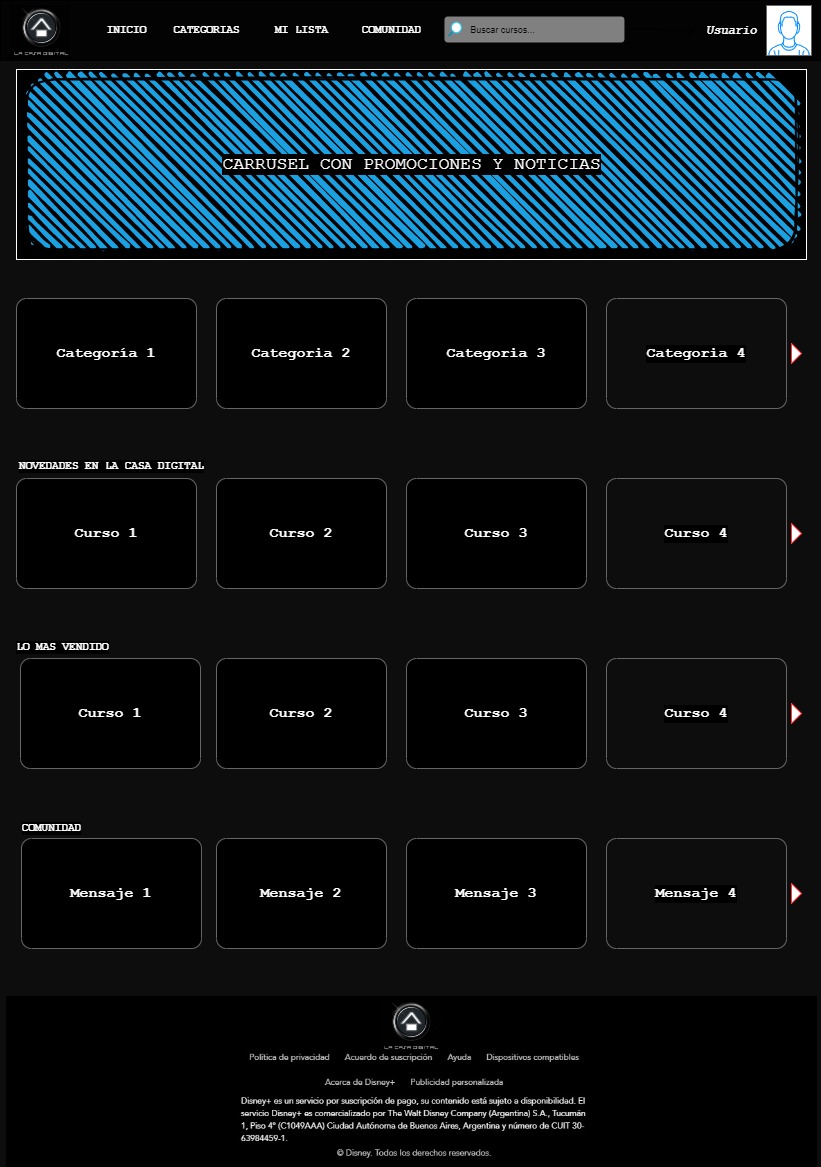 LA CASA DIGITAL
INICIO CATEGORIAS MI LISTA COMUNIDAD Buscar cursos... Usuario
CARRUSEL CON PROMOCIONES Y NOTICIAS
Categoría 1 Categoria 2 Categoria 3 Categoria 4
NOVEDADES EN LA CASA DIGITAL
Curso 1 Curso 2 Curso 3 Curso 4
LO MAS VENDIDO
Curso 1 Curso 2 Curso 3 Curso 4
COMUNIDAD
Mensaje 1 Mensaje 2 Mensaje 3 Mensaje 4
LA CASA DIGITAL
Política de privacidad Acuerdo de suscripción Ayuda Dispositivos compatibles
Acerca de Disney+ Publicidad personalizada
Disney+ es un servicio por suscripción de pago, su contenido está sujeto a disponibilidad. El
servicio Disney+ es comercializado por The Walt Disney Company (Argentina) S.A., Tucumán
1, Piso 4º (C1049AAA) Ciudad Autónoma de Buenos Aires, Argentina y número de CUIT 30-
63984459-1.
© Disney. Todos los derechos reservados.